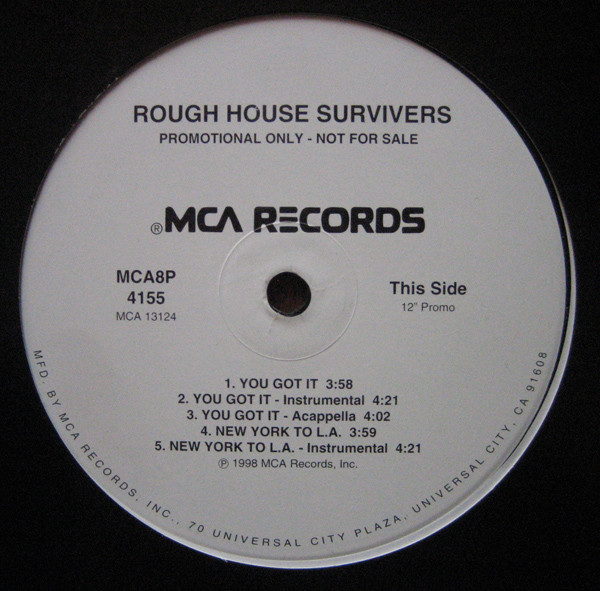 ROUGH HOUSE SURVIVERS
PROMOTIONAL ONLY - NOT FOR SALE
® MCA RECORDS
MCA8P
4155
MCA 13124
This Side
12" Promo
1. YOU GOT IT 3:58
2. YOU GOT IT - Instrumental 4:21
3. YOU GOT IT - Acappella 4:02
4. NEW YORK TO L.A. 3:59
5. NEW YORK TO L.A. - Instrumental 4:21
℗ 1998 MCA Records, Inc.
MFD. BY MCA RECORDS, INC., 70 UNIVERSAL CITY PLAZA, UNIVERSAL CITY, CA 91608